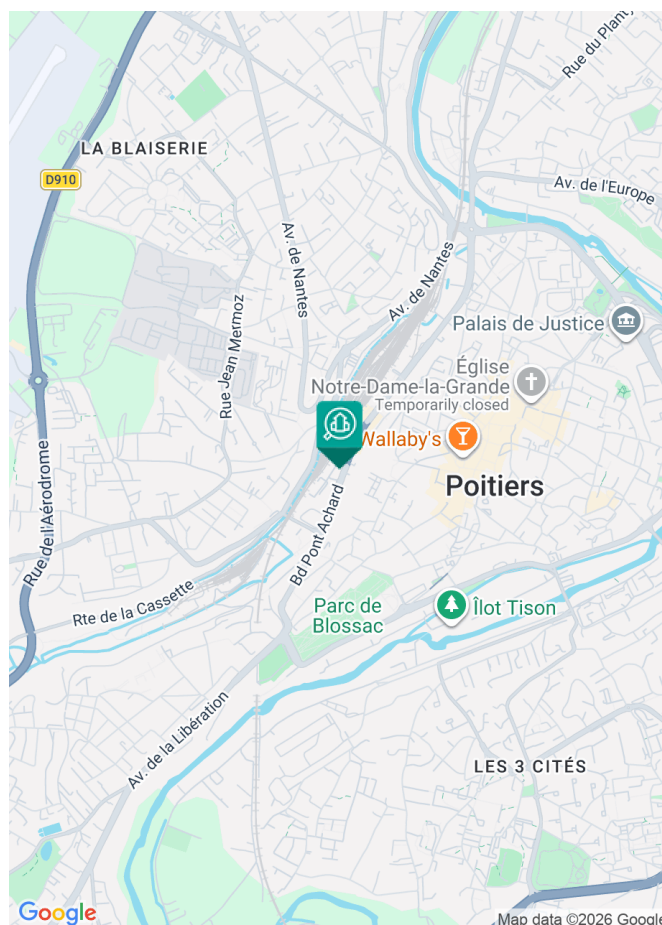 Rue du Planty
LA BLAISERIE
D910
Av. de l'Europe
Av. de Nantes
Av. de Nantes
Rue Jean Mermoz
Palais de Justice
Église
Notre-Dame-la-Grande
Temporarily closed
Wallaby's
Poitiers
Rue de l'Aérodrome
Bd Pont Achard
Rte de la Cassette
Parc de
Blossac
Îlot Tison
Av. de la Libération
LES 3 CITÉS
Google
Map data ©2026 Google